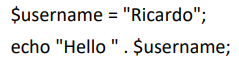 $username = "Ricardo";
echo "Hello " . $username;